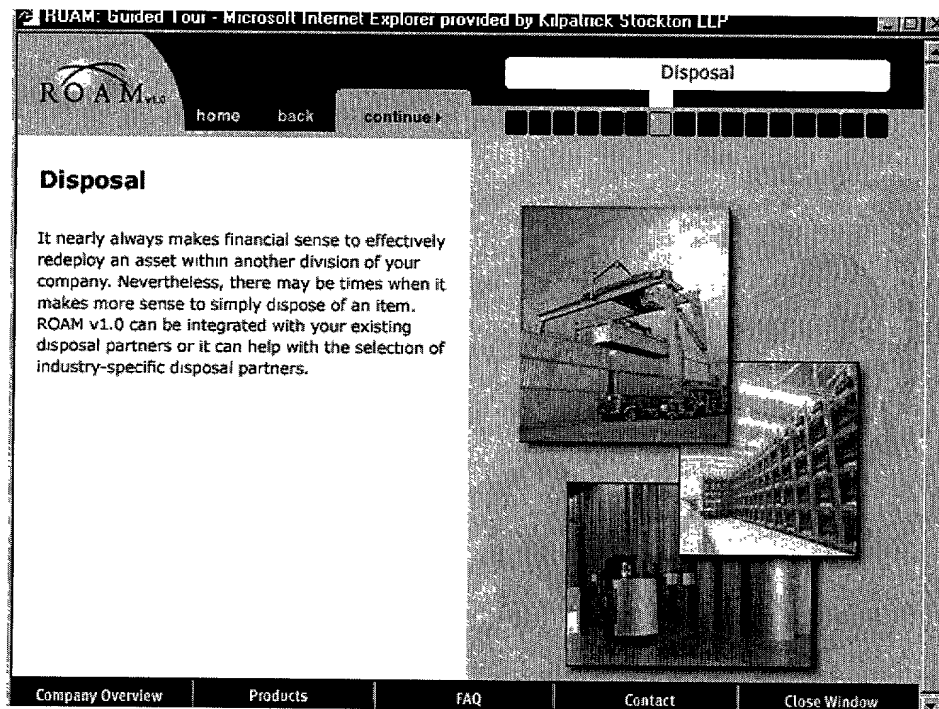 ROAM: Guided Tour - Microsoft Internet Explorer provided by Kilpatrick Stockton LLP
Disposal
ROAM v1.0
home back continue
Disposal
It nearly always makes financial sense to effectively
redeploy an asset within another division of your
company. Nevertheless, there may be times when it
makes more sense to simply dispose of an item.
ROAM v1.0 can be integrated with your existing
disposal partners or it can help with the selection of
industry-specific disposal partners.
Company Overview Products FAQ Contact Close Window